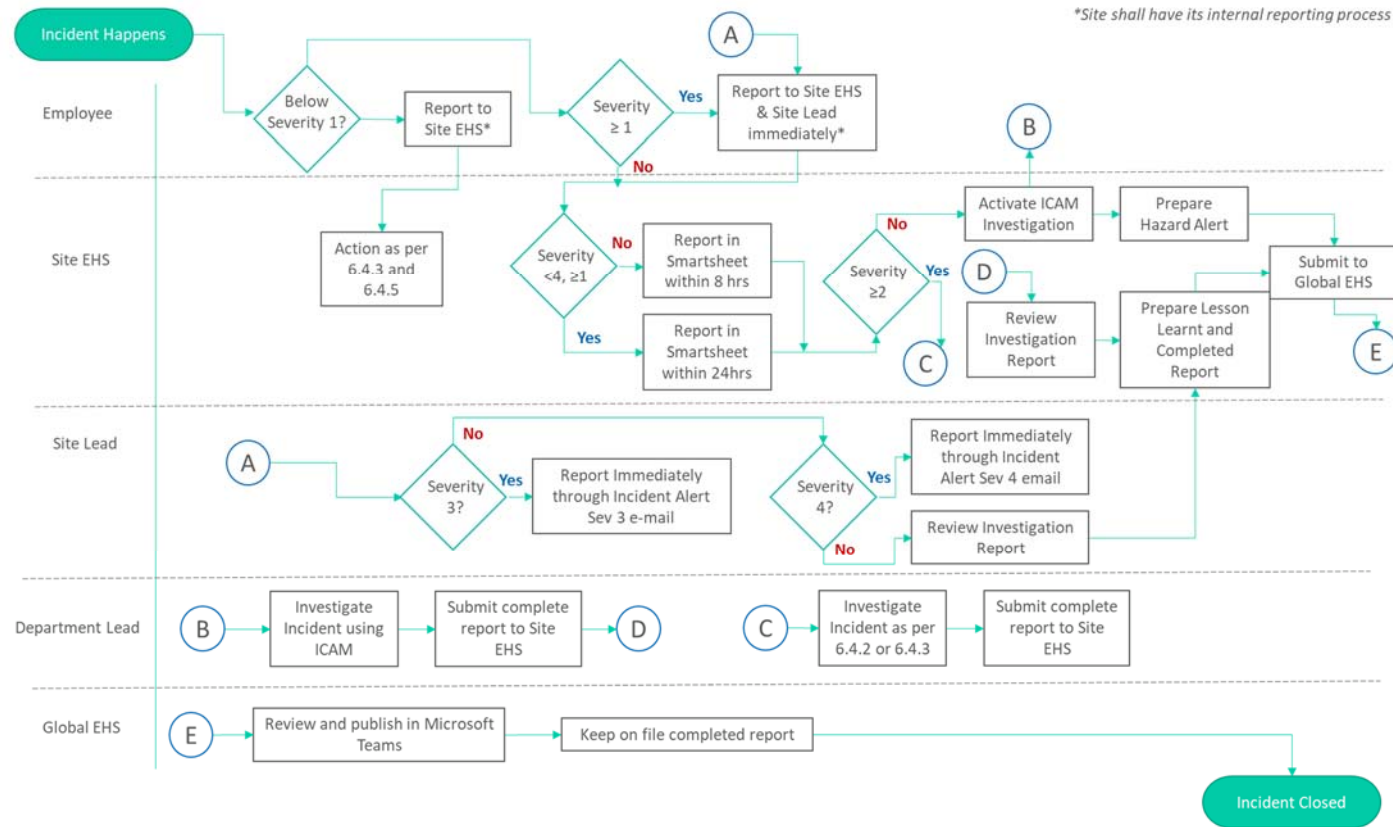 *Site shall have its internal reporting process
Incident Happens
A
Employee
Below
Severity 1?
Report to
Site EHS*
Severity
≥ 1
Yes
No
Report to Site EHS
& Site Lead
immediately*
B
Site EHS
Action as per
6.4.3 and
6.4.5
Severity
<4, ≥1
No
Yes
Report in
Smartsheet
within 8 hrs
Report in
Smartsheet
within 24hrs
Severity
≥2
No
Yes
C
Activate ICAM
Investigation
Prepare
Hazard Alert
D
Review
Investigation
Report
Prepare Lesson
Learnt and
Completed
Report
Submit to
Global EHS
E
Site Lead
A
Severity
3?
No
Yes
Report Immediately
through Incident Alert
Sev 3 e-mail
Severity
4?
Yes
No
Report Immediately
through Incident
Alert Sev 4 email
Review Investigation
Report
Department Lead
B
Investigate
Incident using
ICAM
Submit complete
report to Site
EHS
D
C
Investigate
Incident as per
6.4.2 or 6.4.3
Submit complete
report to Site
EHS
Global EHS
E
Review and publish in Microsoft
Teams
Keep on file completed report
Incident Closed